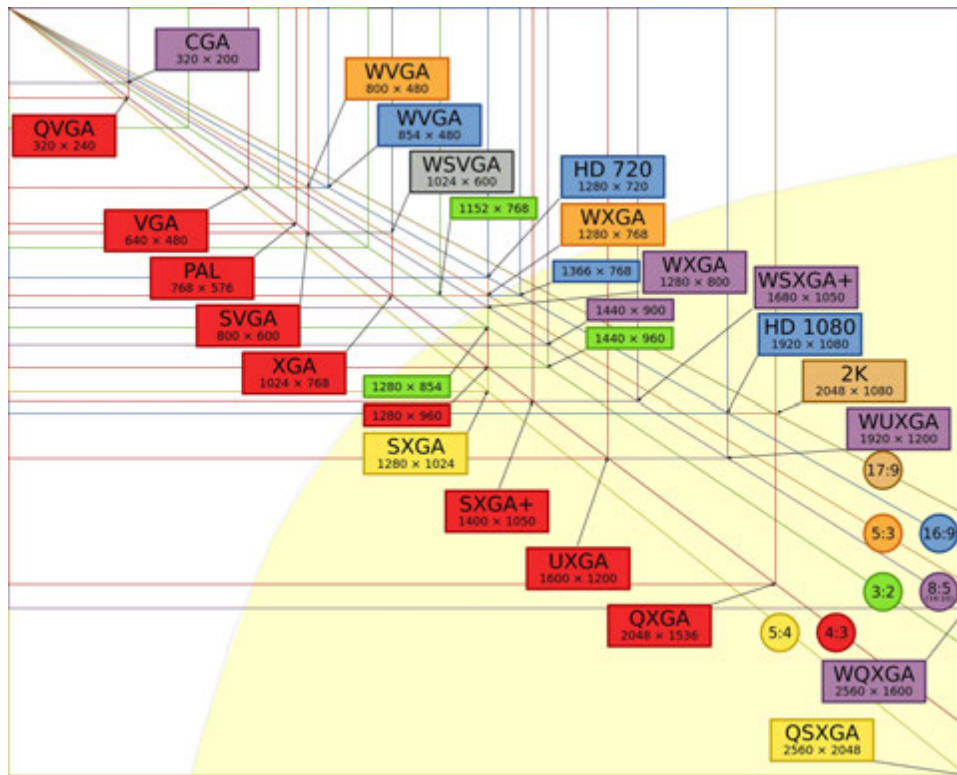 CGA
320 × 200
WVGA
800 × 480
WVGA
854 × 480
QVGA
320 × 240
WSVGA
1024 × 600
HD 720
1280 × 720
1152 × 768
WXGA
1280 × 768
VGA
640 × 480
PAL
768 × 576
1366 × 768
WXGA
1280 × 800
WSXGA+
1680 × 1050
SVGA
800 × 600
1440 × 900
1440 × 960
HD 1080
1920 × 1080
XGA
1024 × 768
1280 × 854
2K
2048 × 1080
1280 × 960
WUXGA
1920 × 1200
SXGA
1280 × 1024
17:9
SXGA+
1400 × 1050
5:3
16:9
UXGA
1600 × 1200
3:2
8:5
(16:10)
QXGA
2048 × 1536
5:4
4:3
WQXGA
2560 × 1600
QSXGA
2560 × 2048